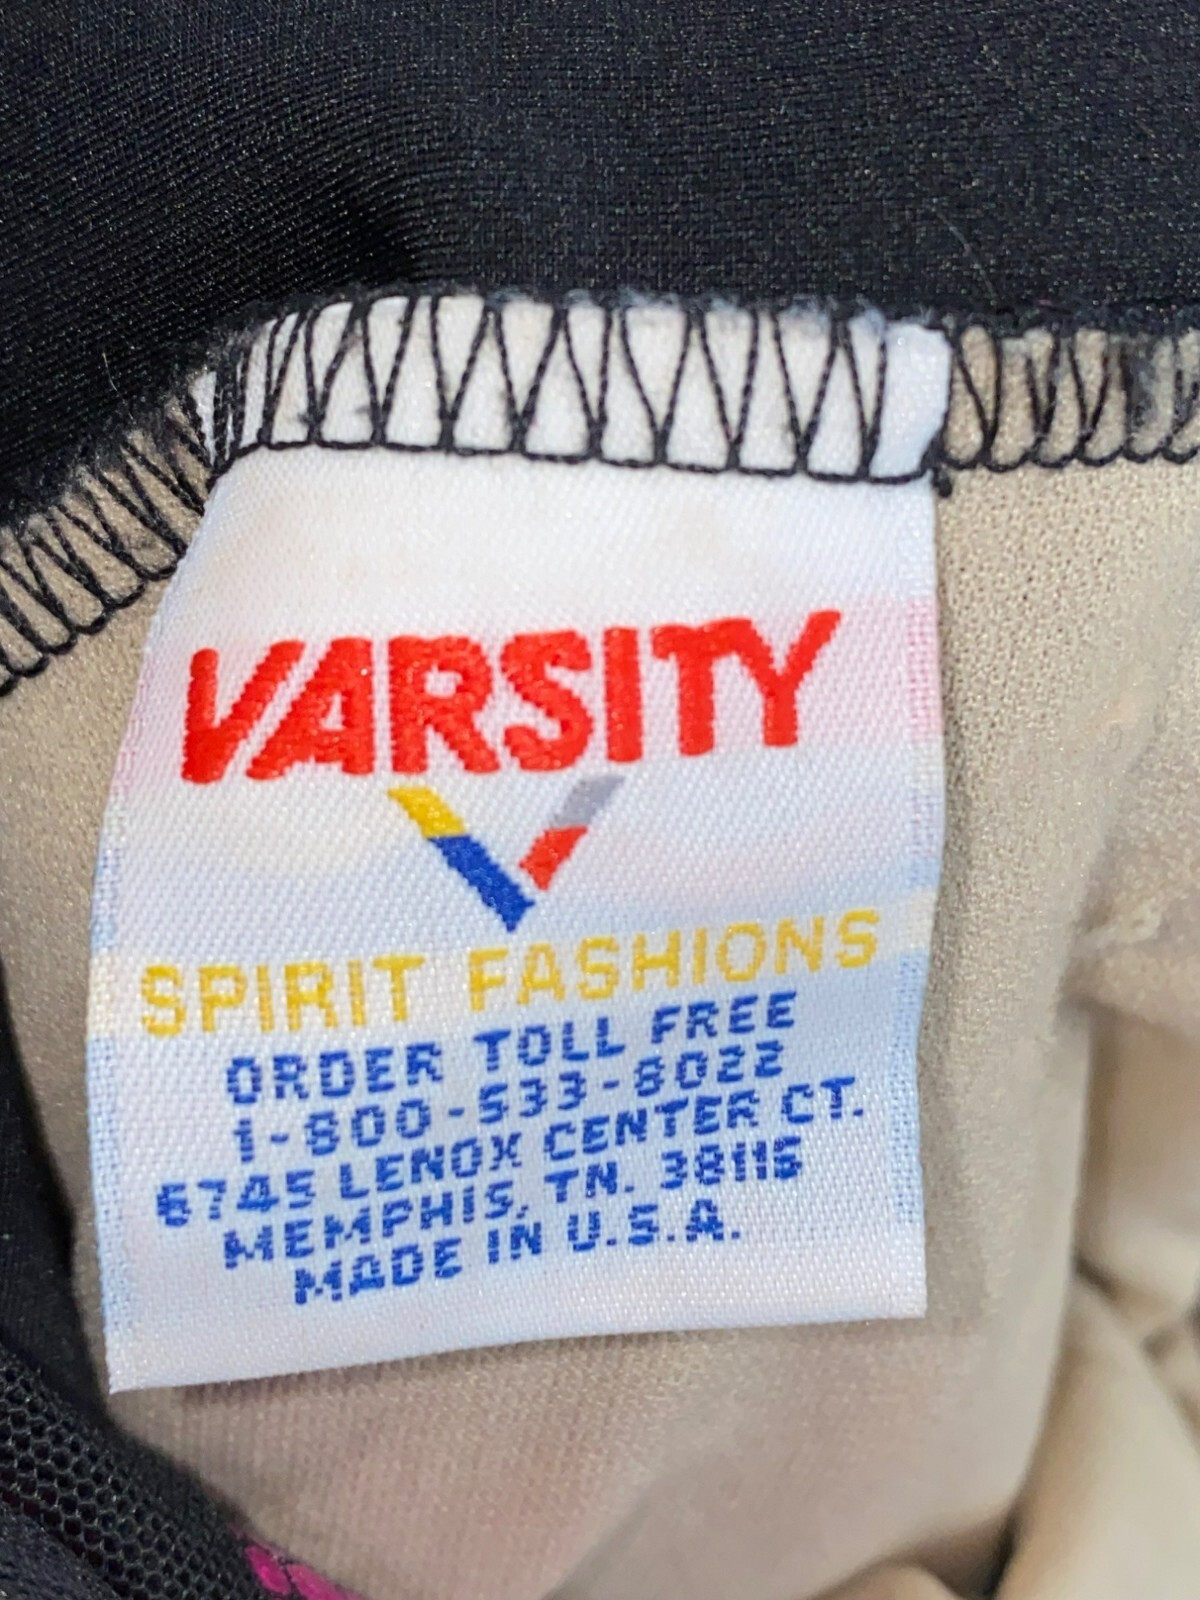 VARSITY
SPIRIT FASHIONS
ORDER TOLL FREE
1-800-533-8022
6745 LENOX CENTER CT.
MEMPHIS, TN. 38115
MADE IN U.S.A.